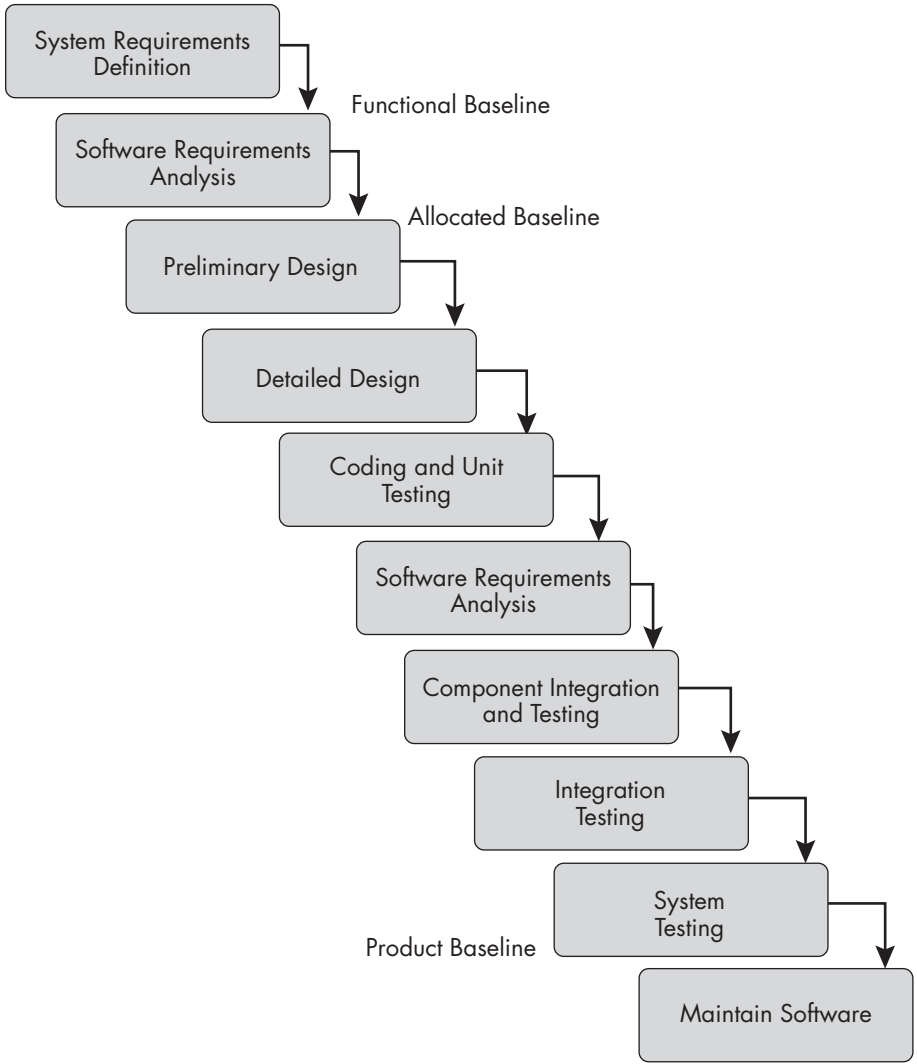 System Requirements
Definition
Functional Baseline
Software Requirements
Analysis
Allocated Baseline
Preliminary Design
Detailed Design
Coding and Unit
Testing
Software Requirements
Analysis
Component Integration
and Testing
Integration
Testing
System
Testing
Product Baseline
Maintain Software